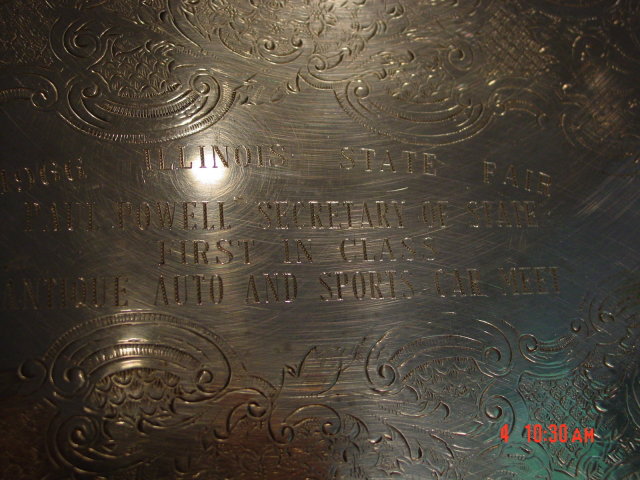 1966 ILLINOIS STATE FAIR
PAUL POWELL SECRETARY OF STATE
FIRST IN CLASS
ANTIQUE AUTO AND SPORTS CAR MEET
4 10:30 AM